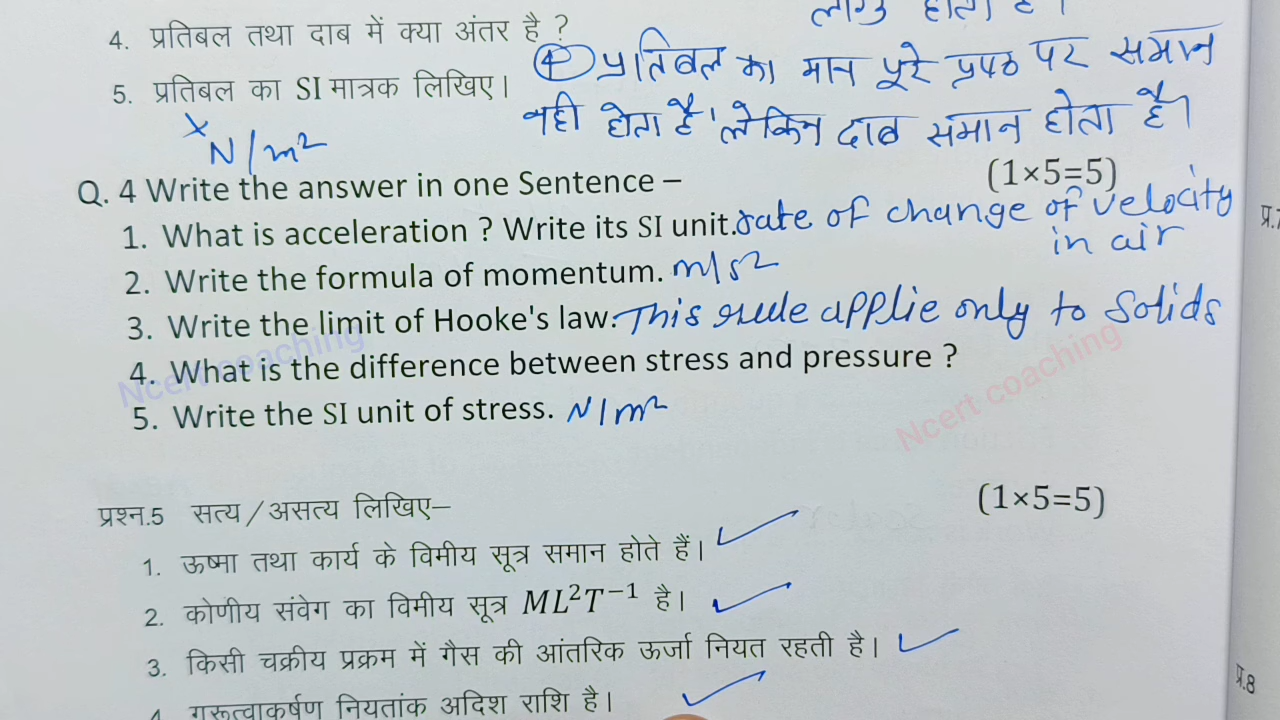 लागु होता है।
4. प्रतिबल तथा दाब में क्या अंतर है ?
④ प्रतिबल का मान पूरे पृष्ठ पर समान
5. प्रतिबल का SI मात्रक लिखिए।
नही होता है। लेकिन दाब समान होता है।
N/m²
Q. 4 Write the answer in one Sentence – (1×5=5)
1. What is acceleration ? Write its SI unit. rate of change of velocity
in air
2. Write the formula of momentum. m/s²
3. Write the limit of Hooke's law. This rule applie only to Solids
4. What is the difference between stress and pressure ?
5. Write the SI unit of stress. N/m²
Ncert coaching
Ncert coaching
प्रश्न.5 सत्य/असत्य लिखिए– (1×5=5)
1. ऊष्मा तथा कार्य के विमीय सूत्र समान होते हैं। ✓
2. कोणीय संवेग का विमीय सूत्र ML²T⁻¹ है। ✓
3. किसी चक्रीय प्रक्रम में गैस की आंतरिक ऊर्जा नियत रहती है। ✓
4. गुरूत्वाकर्षण नियतांक अदिश राशि है। ✓
प्र.8